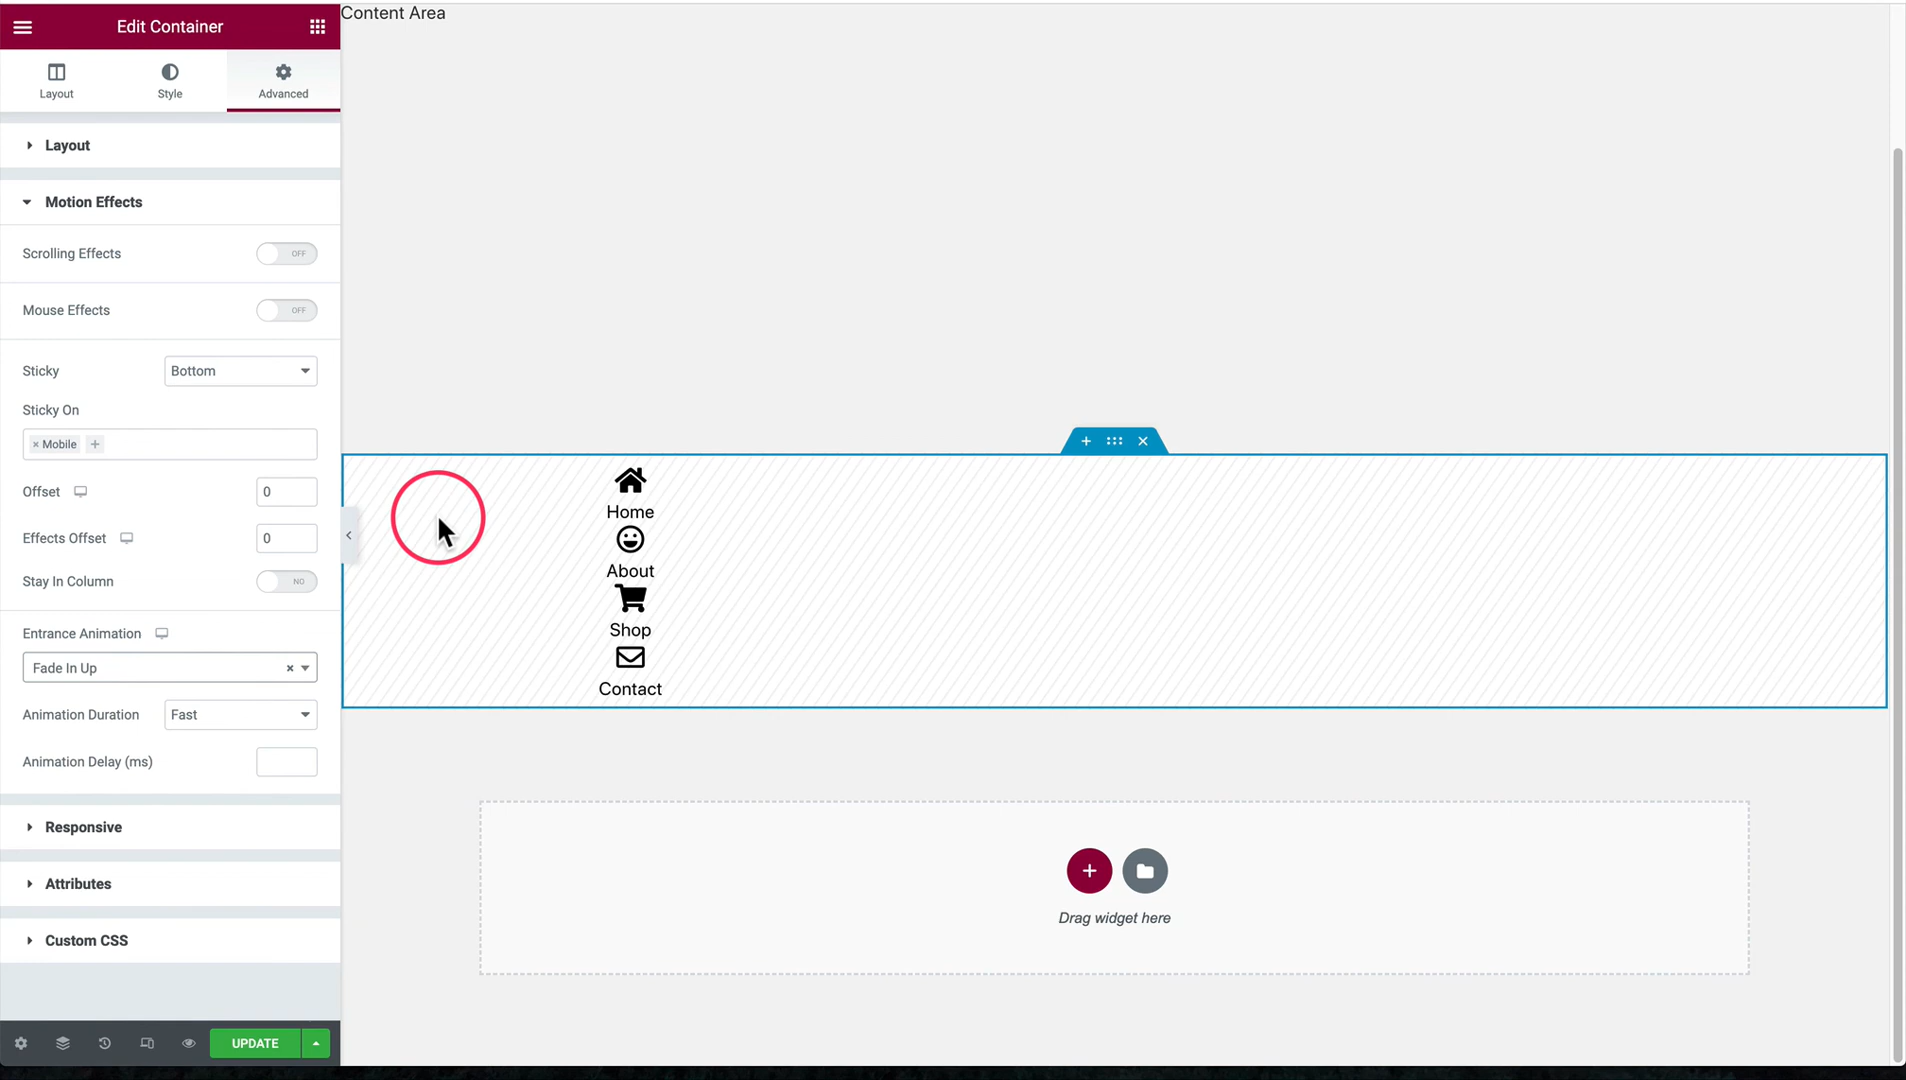 Edit Container
Content Area
Layout
Style
Advanced
Layout
Motion Effects
Scrolling Effects
OFF
Mouse Effects
OFF
Sticky
Bottom
Sticky On
× Mobile +
Offset
0
Effects Offset
0
Stay In Column
NO
Entrance Animation
Fade In Up
Animation Duration
Fast
Animation Delay (ms)
Responsive
Attributes
Custom CSS
UPDATE
Home
About
Shop
Contact
Drag widget here